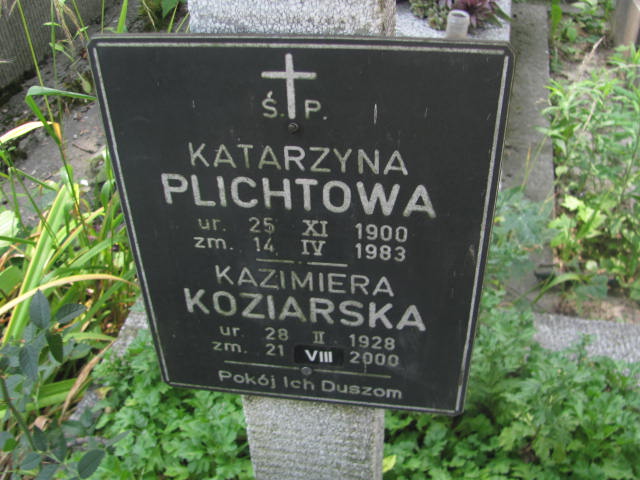 Ś. P.
KATARZYNA
PLICHTOWA
ur. 25 XI 1900
zm. 14 IV 1983
KAZIMIERA
KOZIARSKA
ur. 28 II 1928
zm. 21 VIII 2000
Pokój Ich Duszom